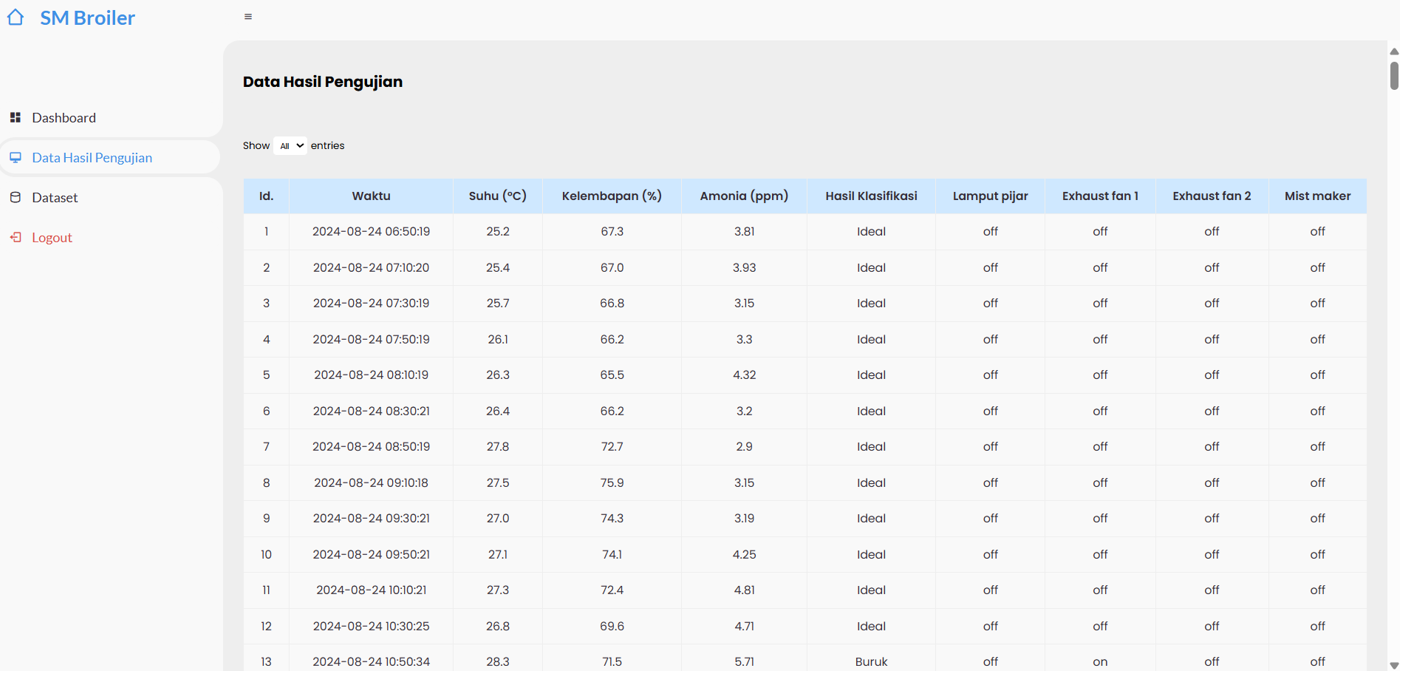 SM Broiler
Dashboard
Data Hasil Pengujian
Dataset
Logout
Data Hasil Pengujian
Show All entries
Id. Waktu Suhu (°C) Kelembapan (%) Amonia (ppm) Hasil Klasifikasi Lamput pijar Exhaust fan 1 Exhaust fan 2 Mist maker
1 2024-08-24 06:50:19 25.2 67.3 3.81 Ideal off off off off
2 2024-08-24 07:10:20 25.4 67.0 3.93 Ideal off off off off
3 2024-08-24 07:30:19 25.7 66.8 3.15 Ideal off off off off
4 2024-08-24 07:50:19 26.1 66.2 3.3 Ideal off off off off
5 2024-08-24 08:10:19 26.3 65.5 4.32 Ideal off off off off
6 2024-08-24 08:30:21 26.4 66.2 3.2 Ideal off off off off
7 2024-08-24 08:50:19 27.8 72.7 2.9 Ideal off off off off
8 2024-08-24 09:10:18 27.5 75.9 3.15 Ideal off off off off
9 2024-08-24 09:30:21 27.0 74.3 3.19 Ideal off off off off
10 2024-08-24 09:50:21 27.1 74.1 4.25 Ideal off off off off
11 2024-08-24 10:10:21 27.3 72.4 4.81 Ideal off off off off
12 2024-08-24 10:30:25 26.8 69.6 4.71 Ideal off off off off
13 2024-08-24 10:50:34 28.3 71.5 5.71 Buruk off on off off